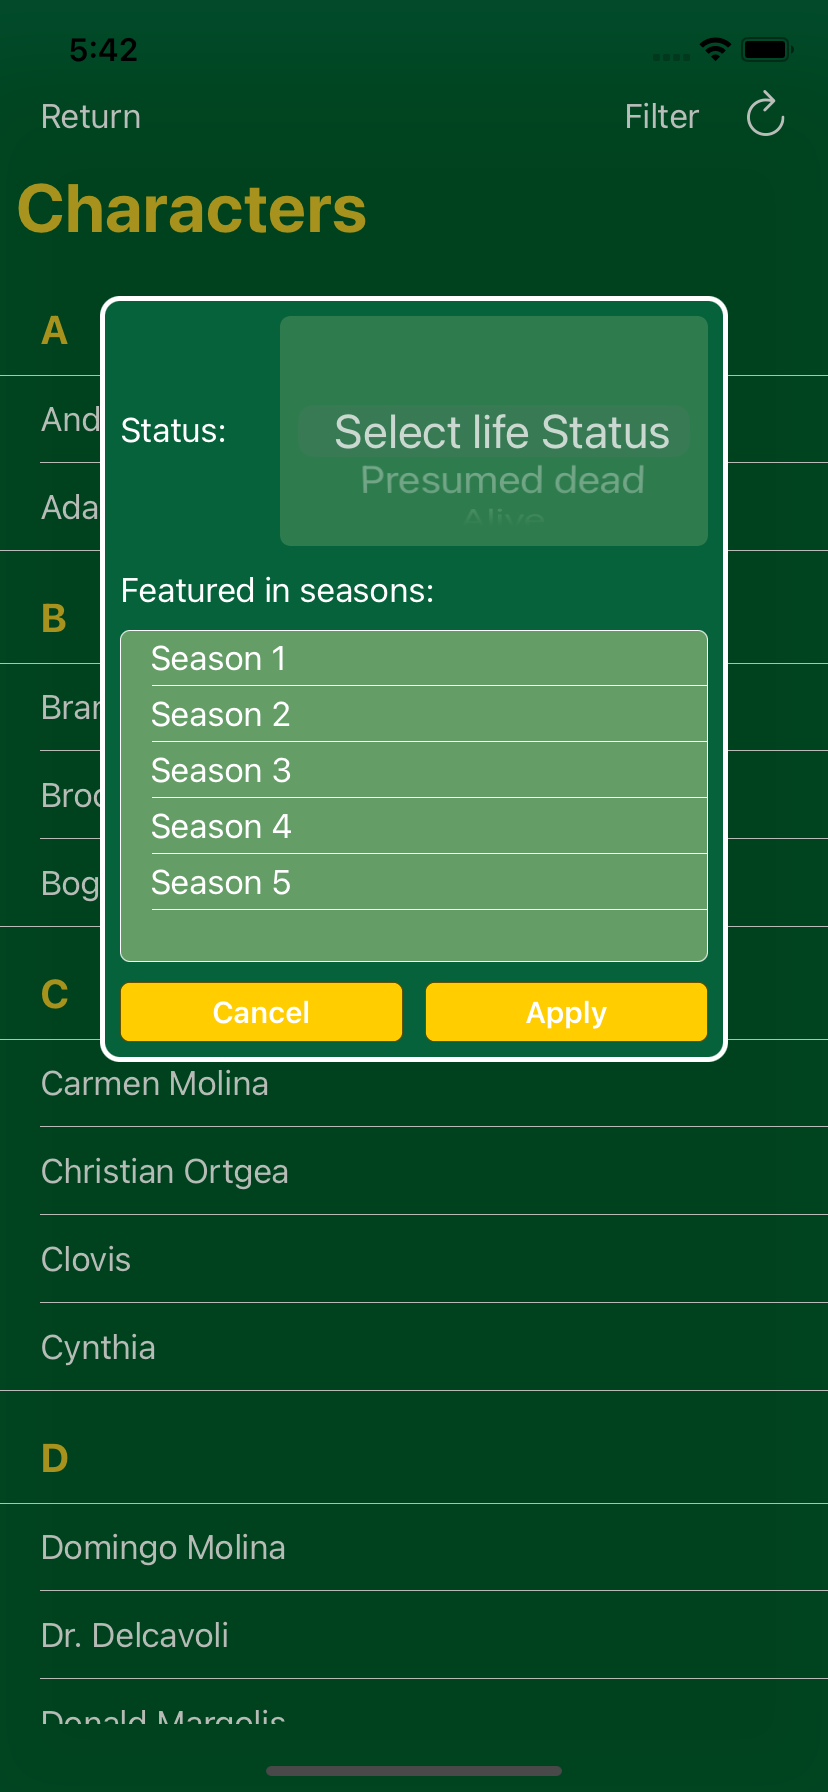 5:42
Return Filter
Characters
A
And
Ada
Status:
Select life Status
Presumed dead
Alive
Featured in seasons:
B
Bran
Broc
Bog
Season 1
Season 2
Season 3
Season 4
Season 5
Cancel Apply
C
Carmen Molina
Christian Ortgea
Clovis
Cynthia
D
Domingo Molina
Dr. Delcavoli
Donald Margolis